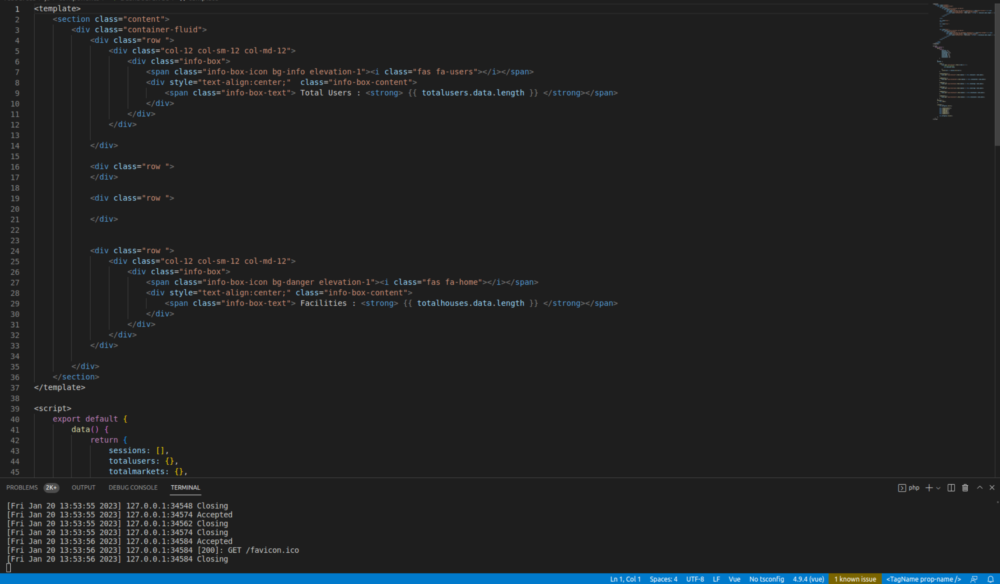 1 <template>
2 <section class="content">
3 <div class="container-fluid">
4 <div class="row ">
5 <div class="col-12 col-sm-12 col-md-12">
6 <div class="info-box">
7 <span class="info-box-icon bg-info elevation-1"><i class="fas fa-users"></i></span>
8 <div style="text-align:center;"  class="info-box-content">
9 <span class="info-box-text"> Total Users : <strong> {{ totalusers.data.length }} </strong></span>
10 </div>
11 </div>
12 </div>
13
14 </div>
15
16 <div class="row ">
17 </div>
18
19 <div class="row ">
20
21 </div>
22
23
24 <div class="row ">
25 <div class="col-12 col-sm-12 col-md-12">
26 <div class="info-box">
27 <span class="info-box-icon bg-danger elevation-1"><i class="fas fa-home"></i></span>
28 <div style="text-align:center;" class="info-box-content">
29 <span class="info-box-text"> Facilities : <strong> {{ totalhouses.data.length }} </strong></span>
30 </div>
31 </div>
32 </div>
33 </div>
34
35 </div>
36 </section>
37 </template>
38
39 <script>
40 export default {
41 data() {
42 return {
43 sessions: [],
44 totalusers: {},
45 totalmarkets: {},
PROBLEMS 2K+ OUTPUT DEBUG CONSOLE TERMINAL php
[Fri Jan 20 13:53:55 2023] 127.0.0.1:34548 Closing
[Fri Jan 20 13:53:55 2023] 127.0.0.1:34574 Accepted
[Fri Jan 20 13:53:55 2023] 127.0.0.1:34562 Closing
[Fri Jan 20 13:53:55 2023] 127.0.0.1:34574 Closing
[Fri Jan 20 13:53:56 2023] 127.0.0.1:34584 Accepted
[Fri Jan 20 13:53:56 2023] 127.0.0.1:34584 [200]: GET /favicon.ico
[Fri Jan 20 13:53:56 2023] 127.0.0.1:34584 Closing
Ln 1, Col 1 Spaces: 4 UTF-8 LF Vue No tsconfig 4.9.4 (vue) 1 known issue <TagName prop-name />